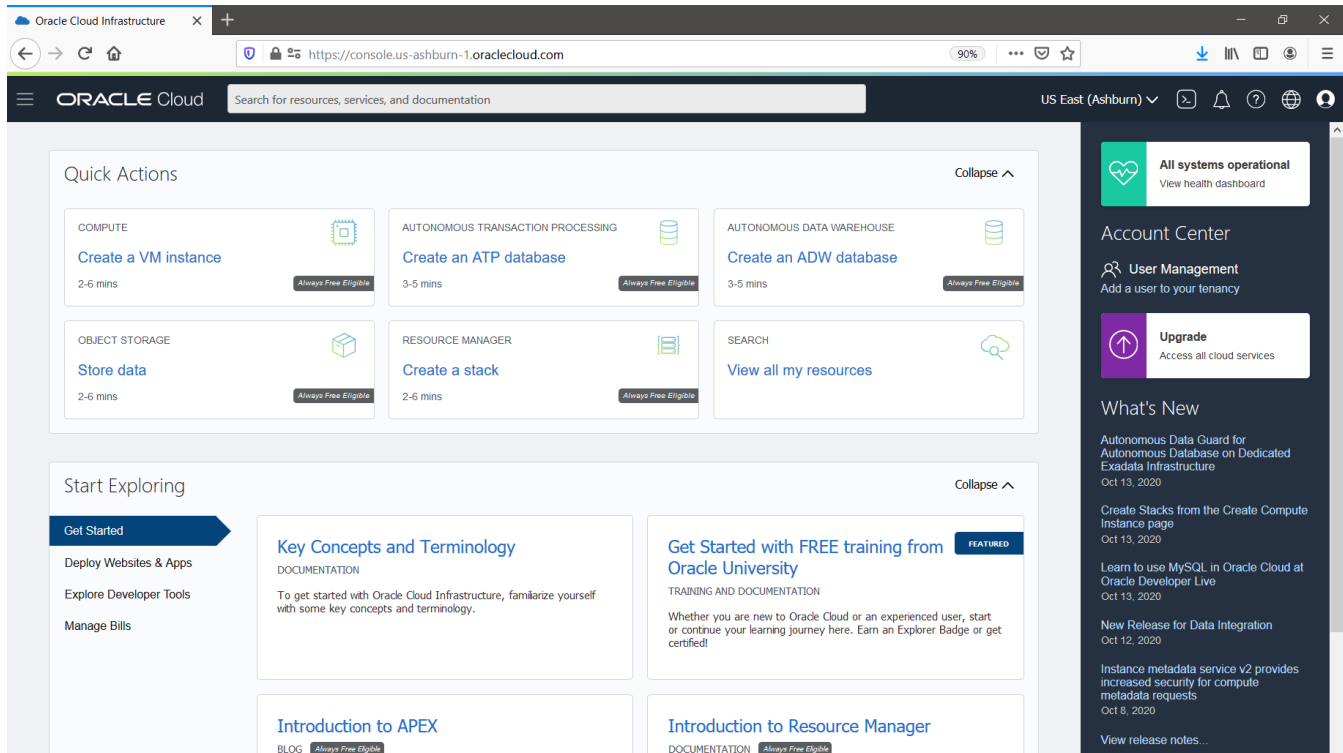 Oracle Cloud Infrastructure
https://console.us-ashburn-1.oraclecloud.com
90%
ORACLE Cloud
Search for resources, services, and documentation
US East (Ashburn)
Quick Actions
Collapse
COMPUTE
Create a VM instance
2-6 mins
Always Free Eligible
AUTONOMOUS TRANSACTION PROCESSING
Create an ATP database
3-5 mins
Always Free Eligible
AUTONOMOUS DATA WAREHOUSE
Create an ADW database
3-5 mins
Always Free Eligible
OBJECT STORAGE
Store data
2-6 mins
Always Free Eligible
RESOURCE MANAGER
Create a stack
2-6 mins
Always Free Eligible
SEARCH
View all my resources
Start Exploring
Collapse
Get Started
Deploy Websites & Apps
Explore Developer Tools
Manage Bills
Key Concepts and Terminology
DOCUMENTATION
To get started with Oracle Cloud Infrastructure, familiarize yourself
with some key concepts and terminology.
Get Started with FREE training from
Oracle University
FEATURED
TRAINING AND DOCUMENTATION
Whether you are new to Oracle Cloud or an experienced user, start
or continue your learning journey here. Earn an Explorer Badge or get
certified!
Introduction to APEX
BLOG
Always Free Eligible
Introduction to Resource Manager
DOCUMENTATION
Always Free Eligible
All systems operational
View health dashboard
Account Center
User Management
Add a user to your tenancy
Upgrade
Access all cloud services
What's New
Autonomous Data Guard for
Autonomous Database on Dedicated
Exadata Infrastructure
Oct 13, 2020
Create Stacks from the Create Compute
Instance page
Oct 13, 2020
Learn to use MySQL in Oracle Cloud at
Oracle Developer Live
Oct 13, 2020
New Release for Data Integration
Oct 12, 2020
Instance metadata service v2 provides
increased security for compute
metadata requests
Oct 8, 2020
View release notes...